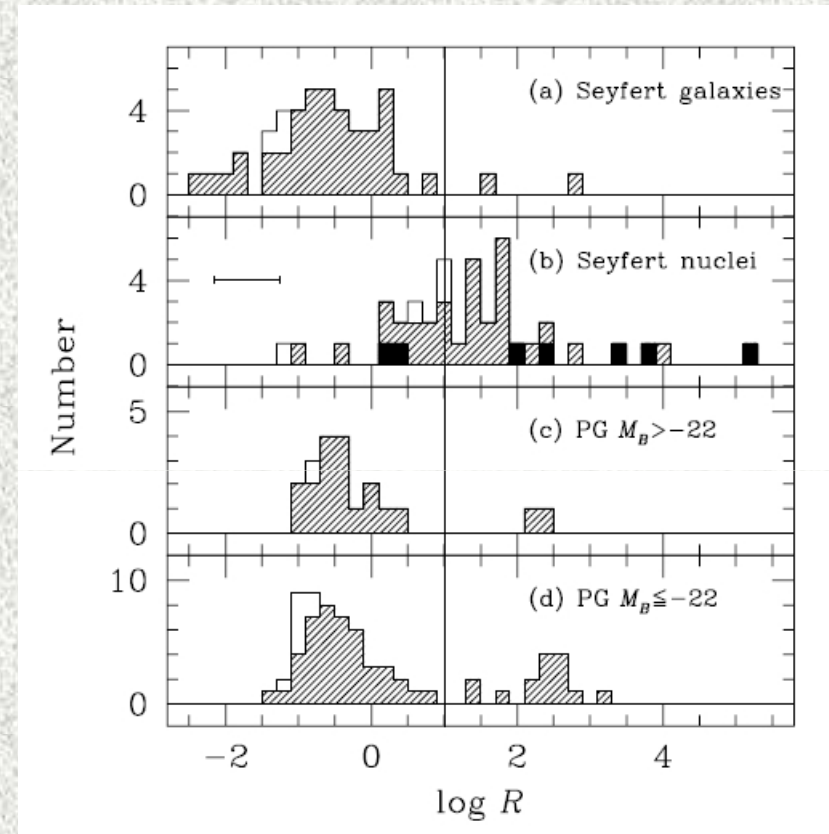 (a) Seyfert galaxies
4
0
(b) Seyfert nuclei
4
0
Number
(c) PG M_B>−22
5
0
(d) PG M_B≦−22
10
0
−2 0 2 4
log R